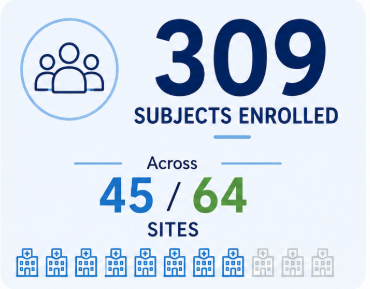 309
SUBJECTS ENROLLED
Across
45 / 64
SITES